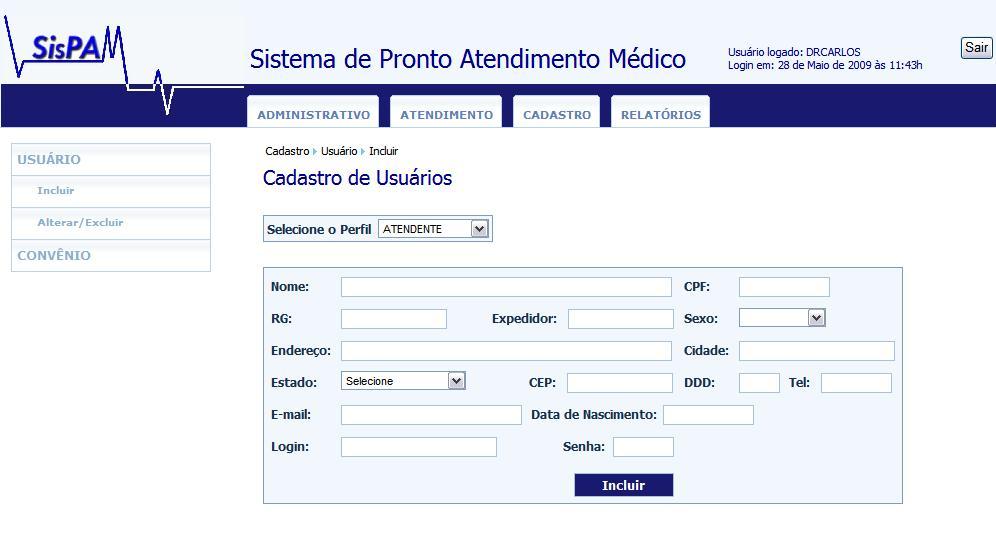 SisPA
Sistema de Pronto Atendimento Médico
Usuário logado: DRCARLOS
Login em: 28 de Maio de 2009 às 11:43h
Sair
ADMINISTRATIVO ATENDIMENTO CADASTRO RELATÓRIOS
USUÁRIO
Incluir
Alterar/Excluir
CONVÊNIO
Cadastro Usuário Incluir
Cadastro de Usuários
Selecione o Perfil ATENDENTE
Nome: CPF:
RG: Expedidor: Sexo:
Endereço: Cidade:
Estado: Selecione CEP: DDD: Tel:
E-mail: Data de Nascimento:
Login: Senha:
Incluir